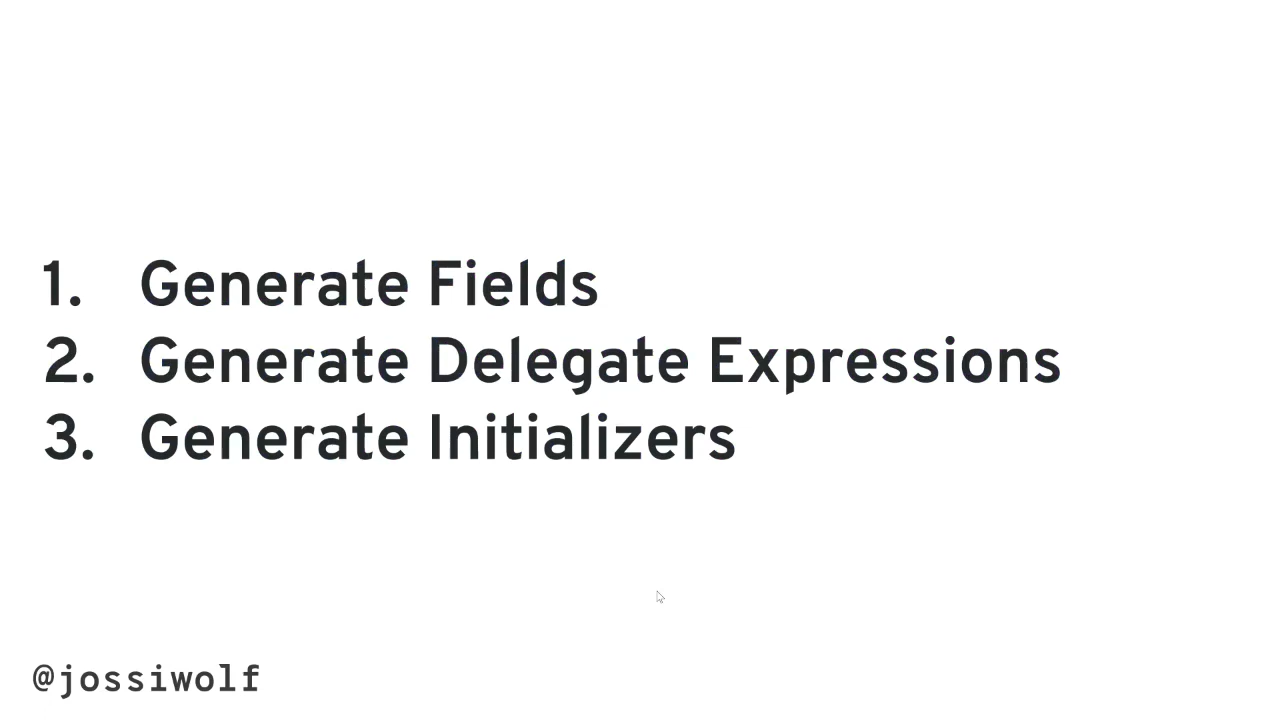 1. Generate Fields
2. Generate Delegate Expressions
3. Generate Initializers
@jossiwolf